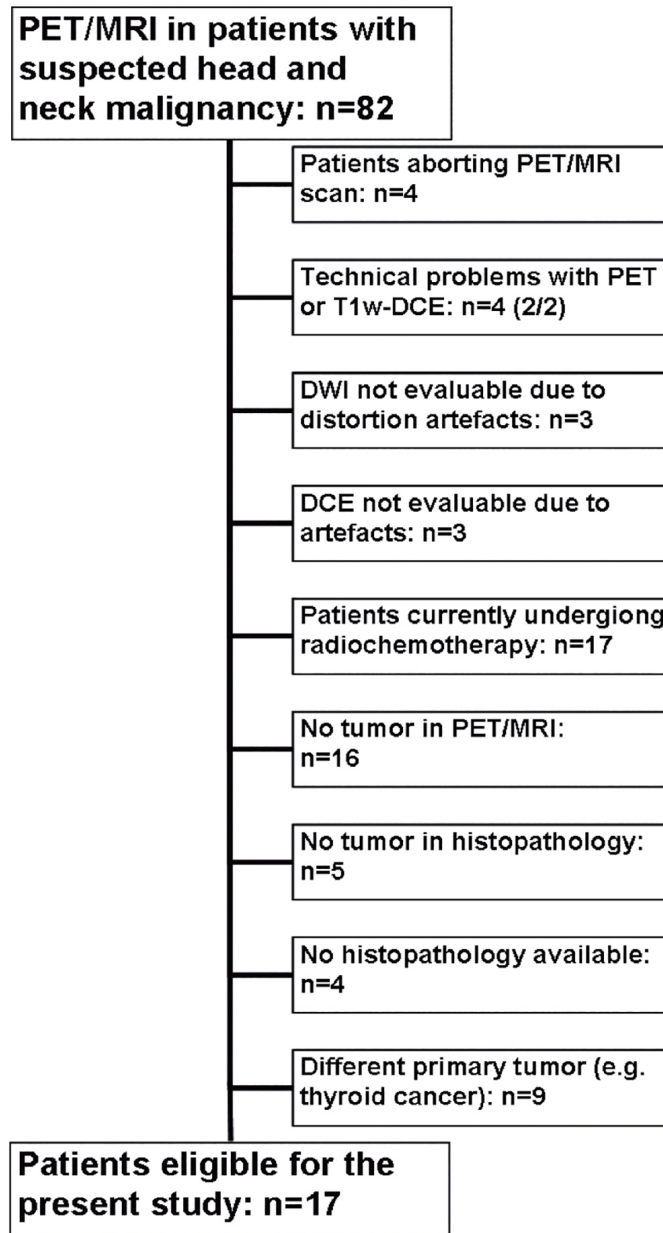 PET/MRI in patients with
suspected head and
neck malignancy: n=82
Patients aborting PET/MRI
scan: n=4
Technical problems with PET
or T1w-DCE: n=4 (2/2)
DWI not evaluable due to
distortion artefacts: n=3
DCE not evaluable due to
artefacts: n=3
Patients currently undergiong
radiochemotherapy: n=17
No tumor in PET/MRI:
n=16
No tumor in histopathology:
n=5
No histopathology available:
n=4
Different primary tumor (e.g.
thyroid cancer): n=9
Patients eligible for the
present study: n=17